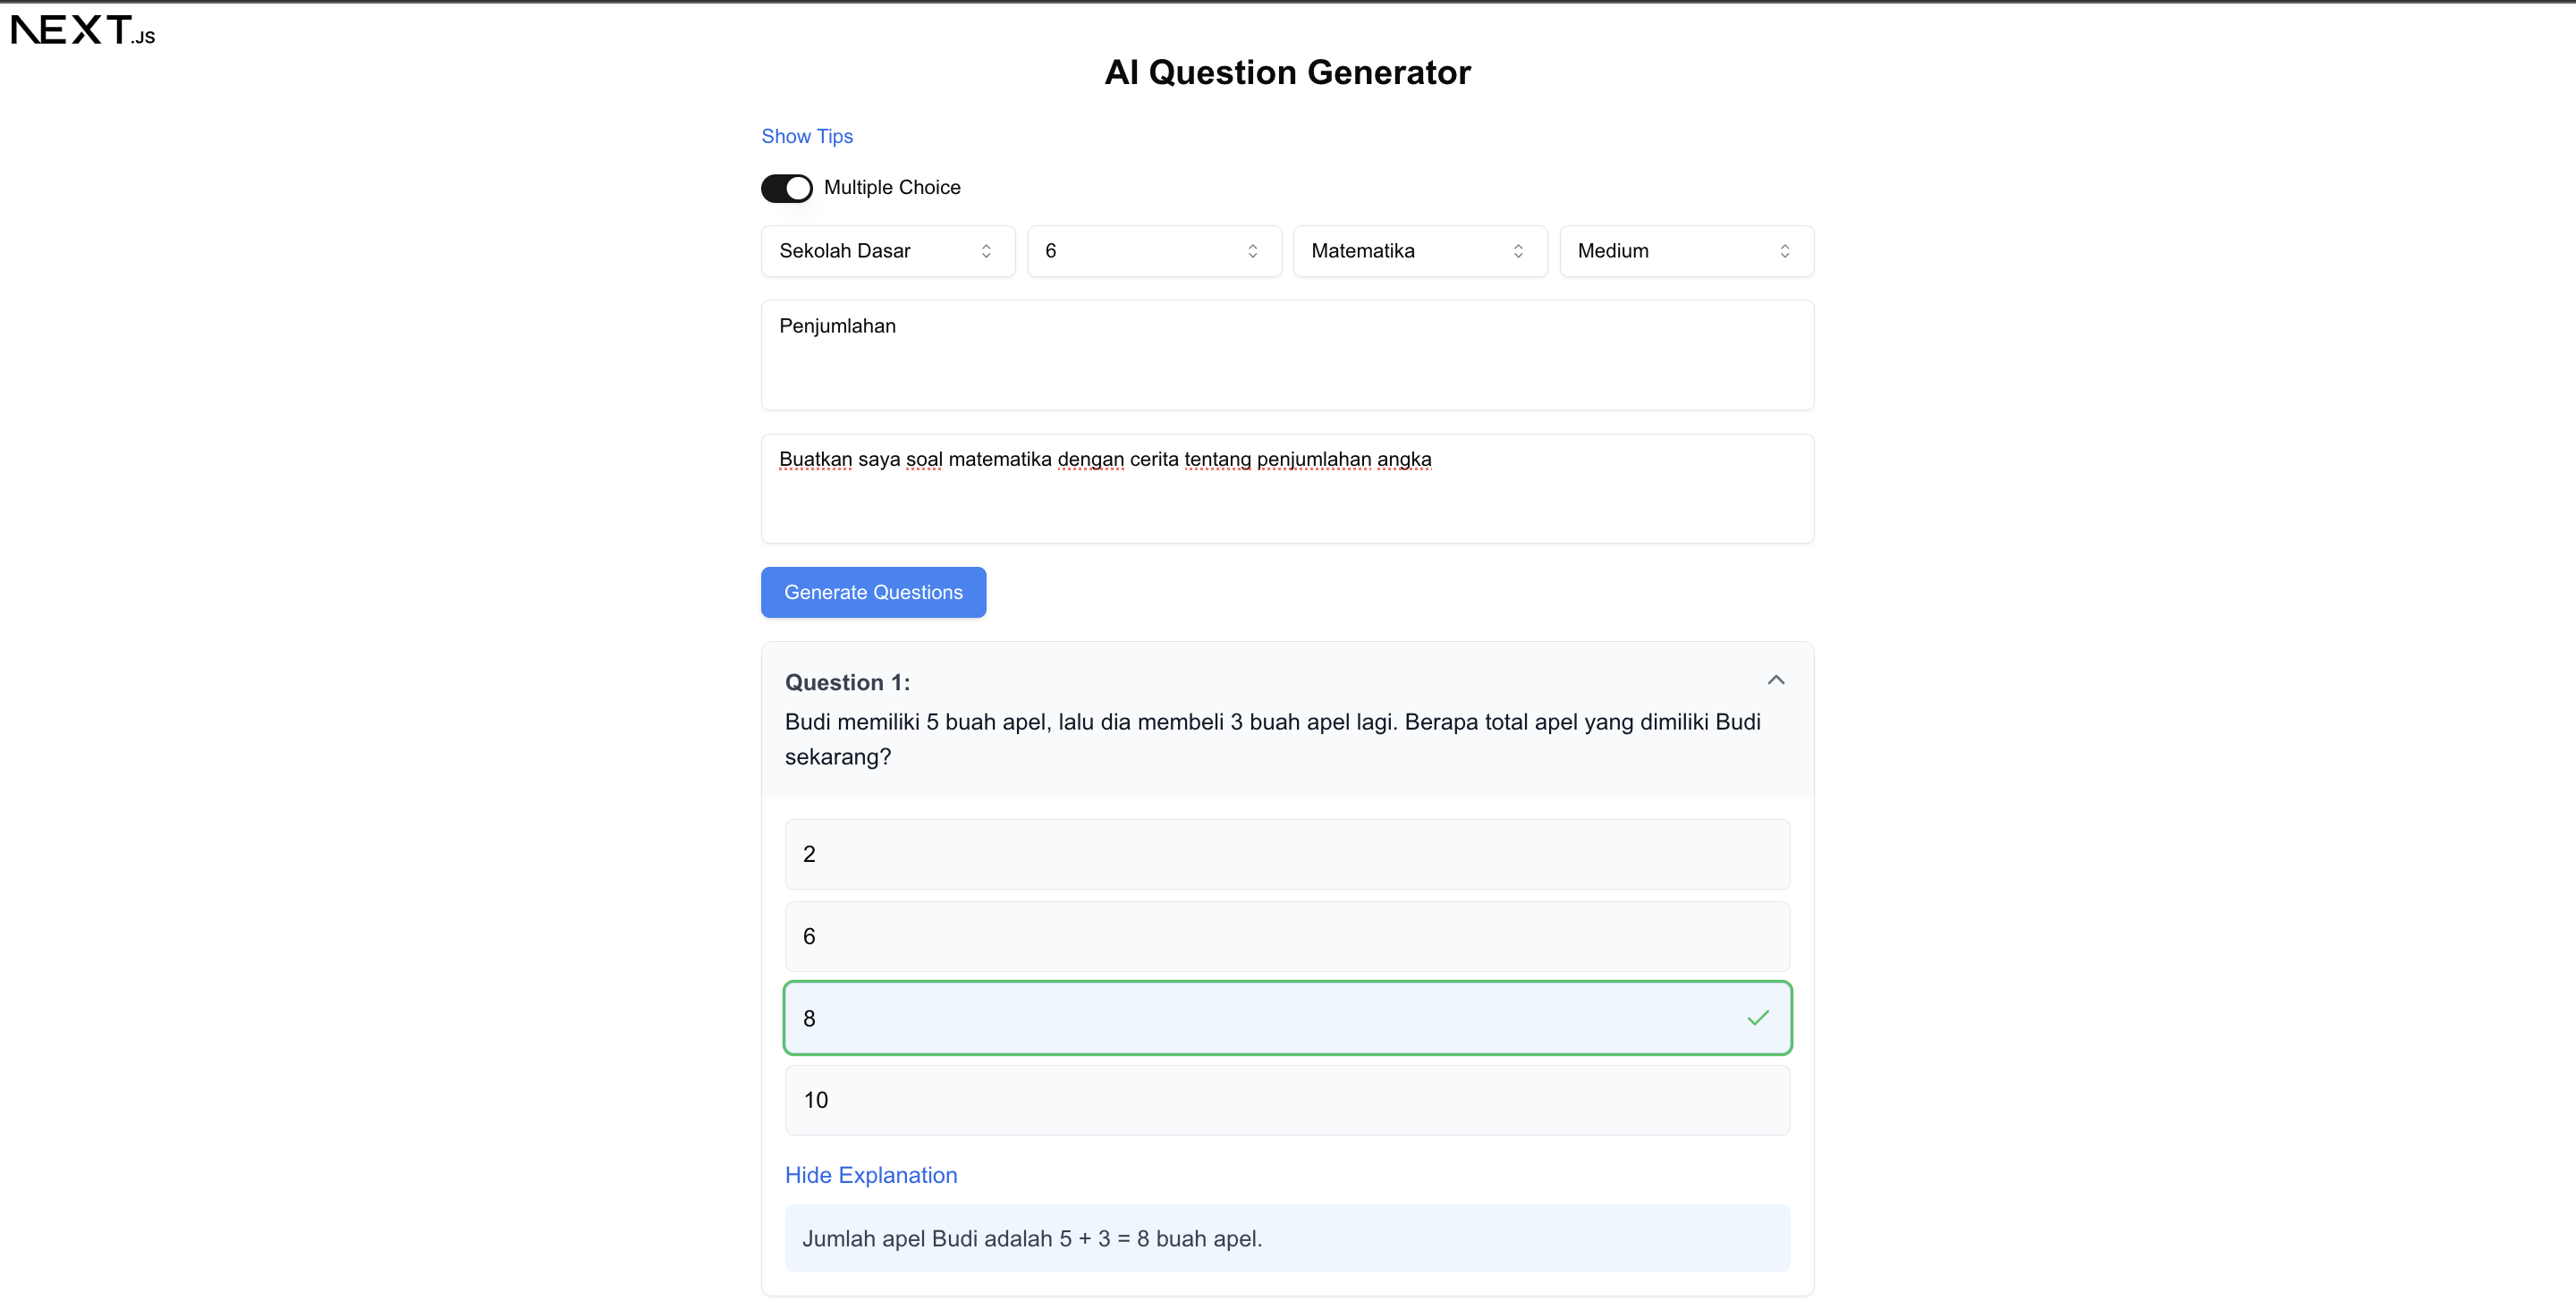 NEXT.JS
AI Question Generator
Show Tips
Multiple Choice
Sekolah Dasar 6 Matematika Medium
Penjumlahan
Buatkan saya soal matematika dengan cerita tentang penjumlahan angka
Generate Questions
Question 1:
Budi memiliki 5 buah apel, lalu dia membeli 3 buah apel lagi. Berapa total apel yang dimiliki Budi
sekarang?
2
6
8
10
Hide Explanation
Jumlah apel Budi adalah 5 + 3 = 8 buah apel.